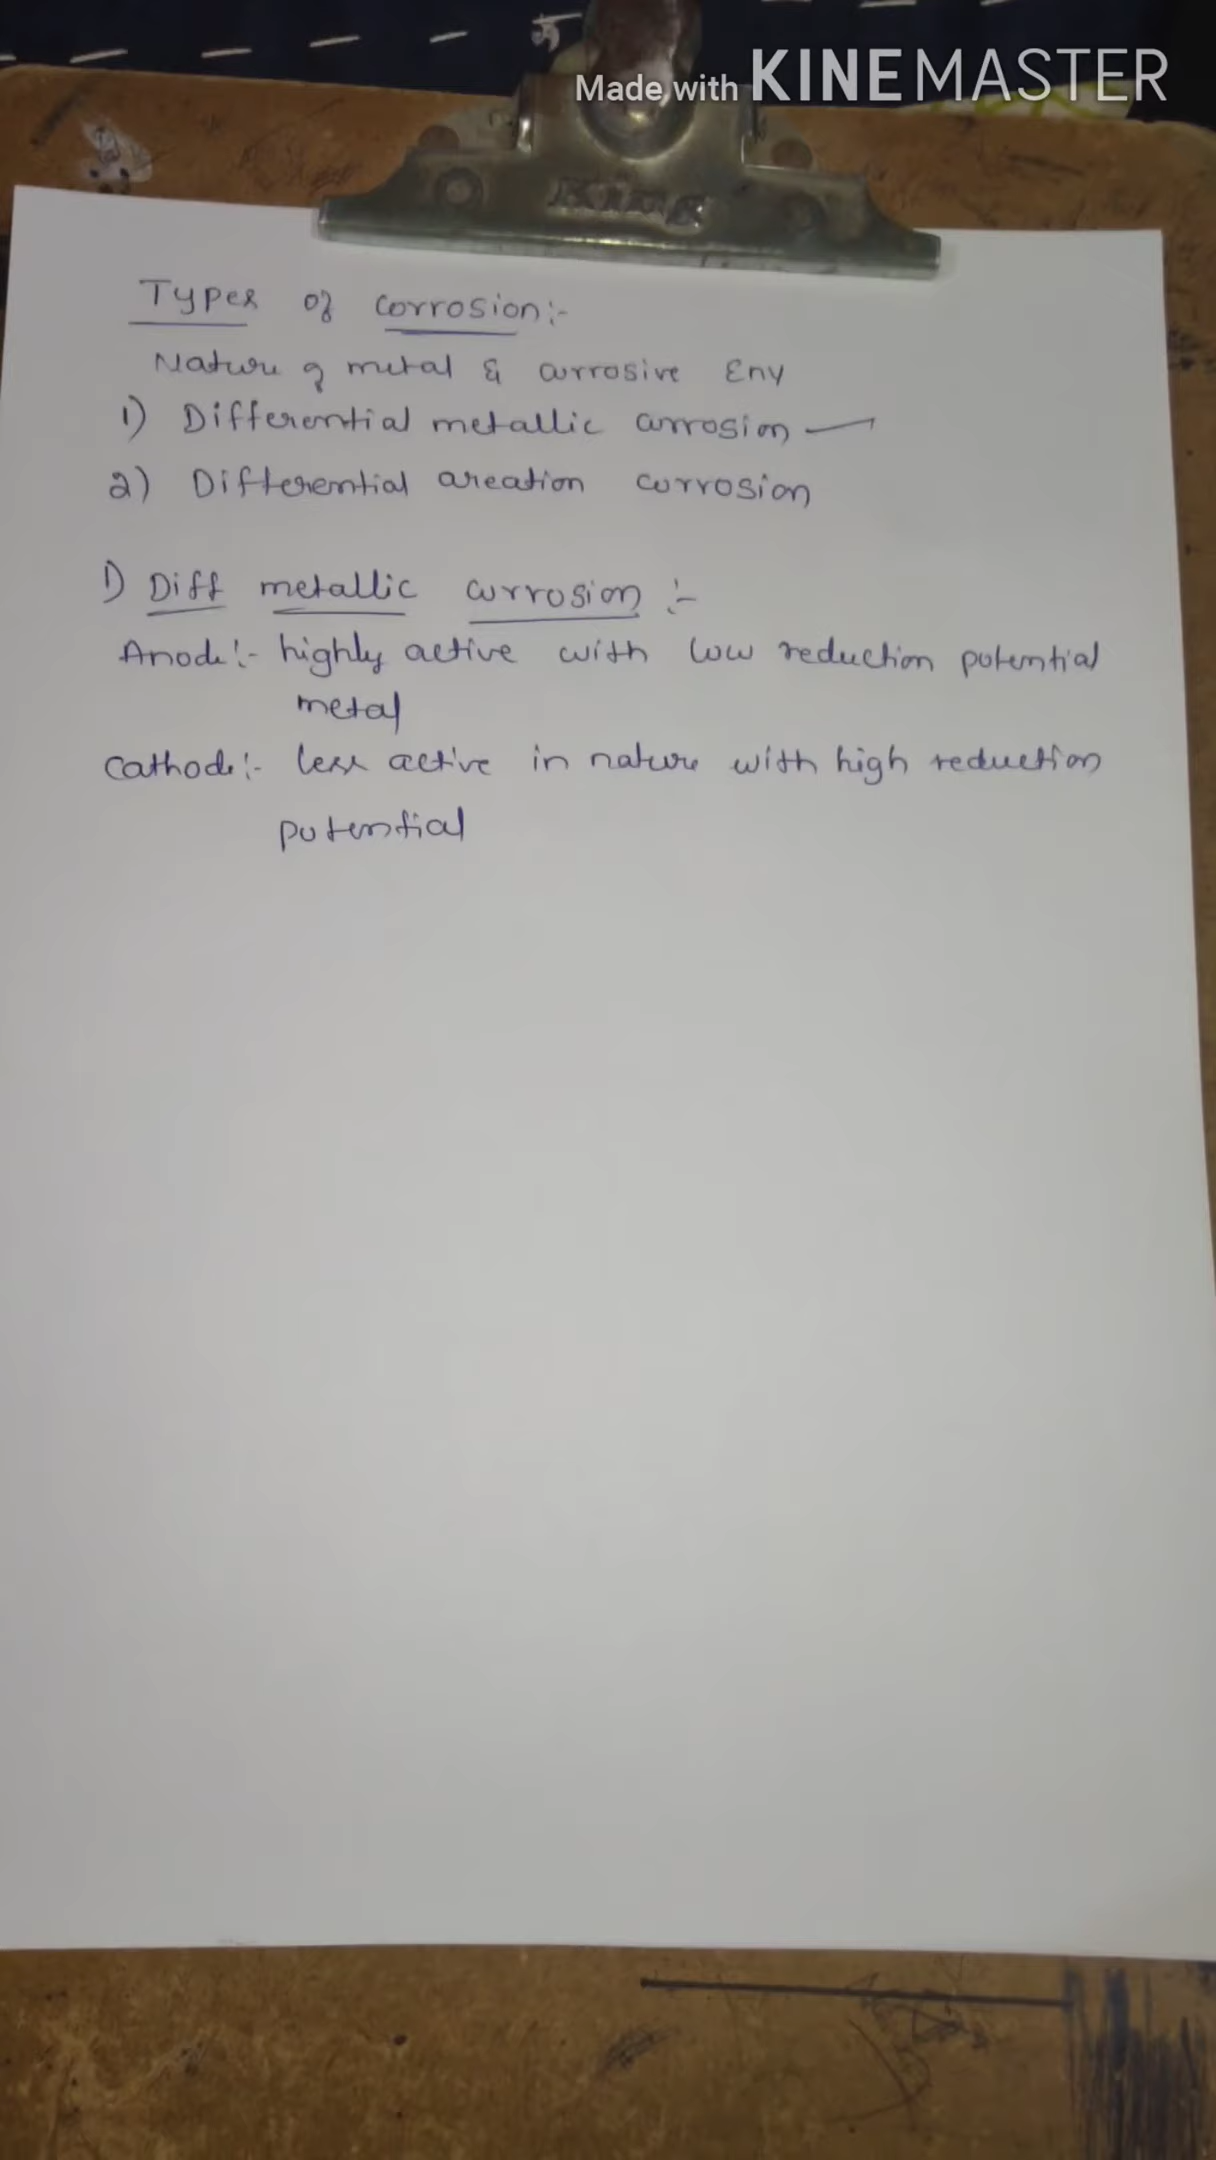 Made with KINEMASTER
KING
Types of corrosion:-
Nature of metal & corrosive Env
1) Differential metallic corrosion —
2) Differential areation corrosion
1) Diff metallic corrosion :-
Anode:- highly active with low reduction potential
metal
Cathode:- less active in nature with high reduction
potential